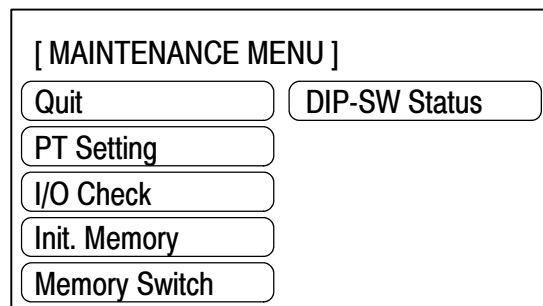 [ MAINTENANCE MENU ]
Quit DIP-SW Status
PT Setting
I/O Check
Init. Memory
Memory Switch